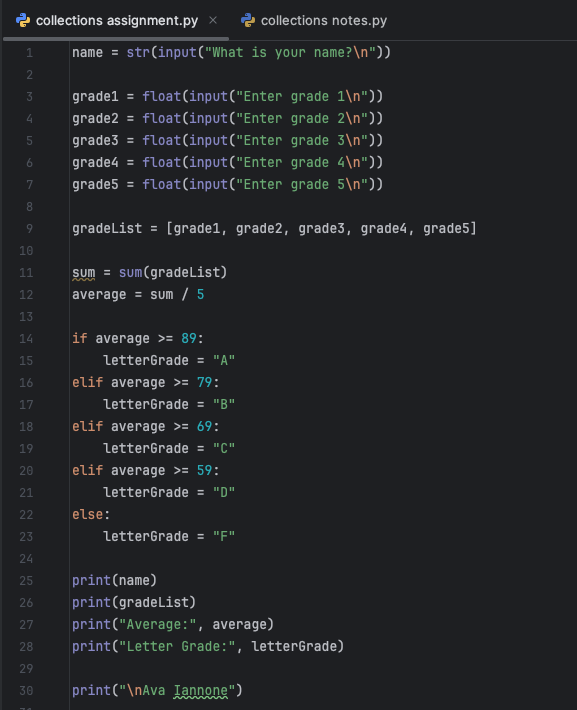 collections assignment.py × collections notes.py
1 name = str(input("What is your name?\n"))
2
3 grade1 = float(input("Enter grade 1\n"))
4 grade2 = float(input("Enter grade 2\n"))
5 grade3 = float(input("Enter grade 3\n"))
6 grade4 = float(input("Enter grade 4\n"))
7 grade5 = float(input("Enter grade 5\n"))
8
9 gradeList = [grade1, grade2, grade3, grade4, grade5]
10
11 sum = sum(gradeList)
12 average = sum / 5
13
14 if average >= 89:
15     letterGrade = "A"
16 elif average >= 79:
17     letterGrade = "B"
18 elif average >= 69:
19     letterGrade = "C"
20 elif average >= 59:
21     letterGrade = "D"
22 else:
23     letterGrade = "F"
24
25 print(name)
26 print(gradeList)
27 print("Average:", average)
28 print("Letter Grade:", letterGrade)
29
30 print("\nAva Iannone")